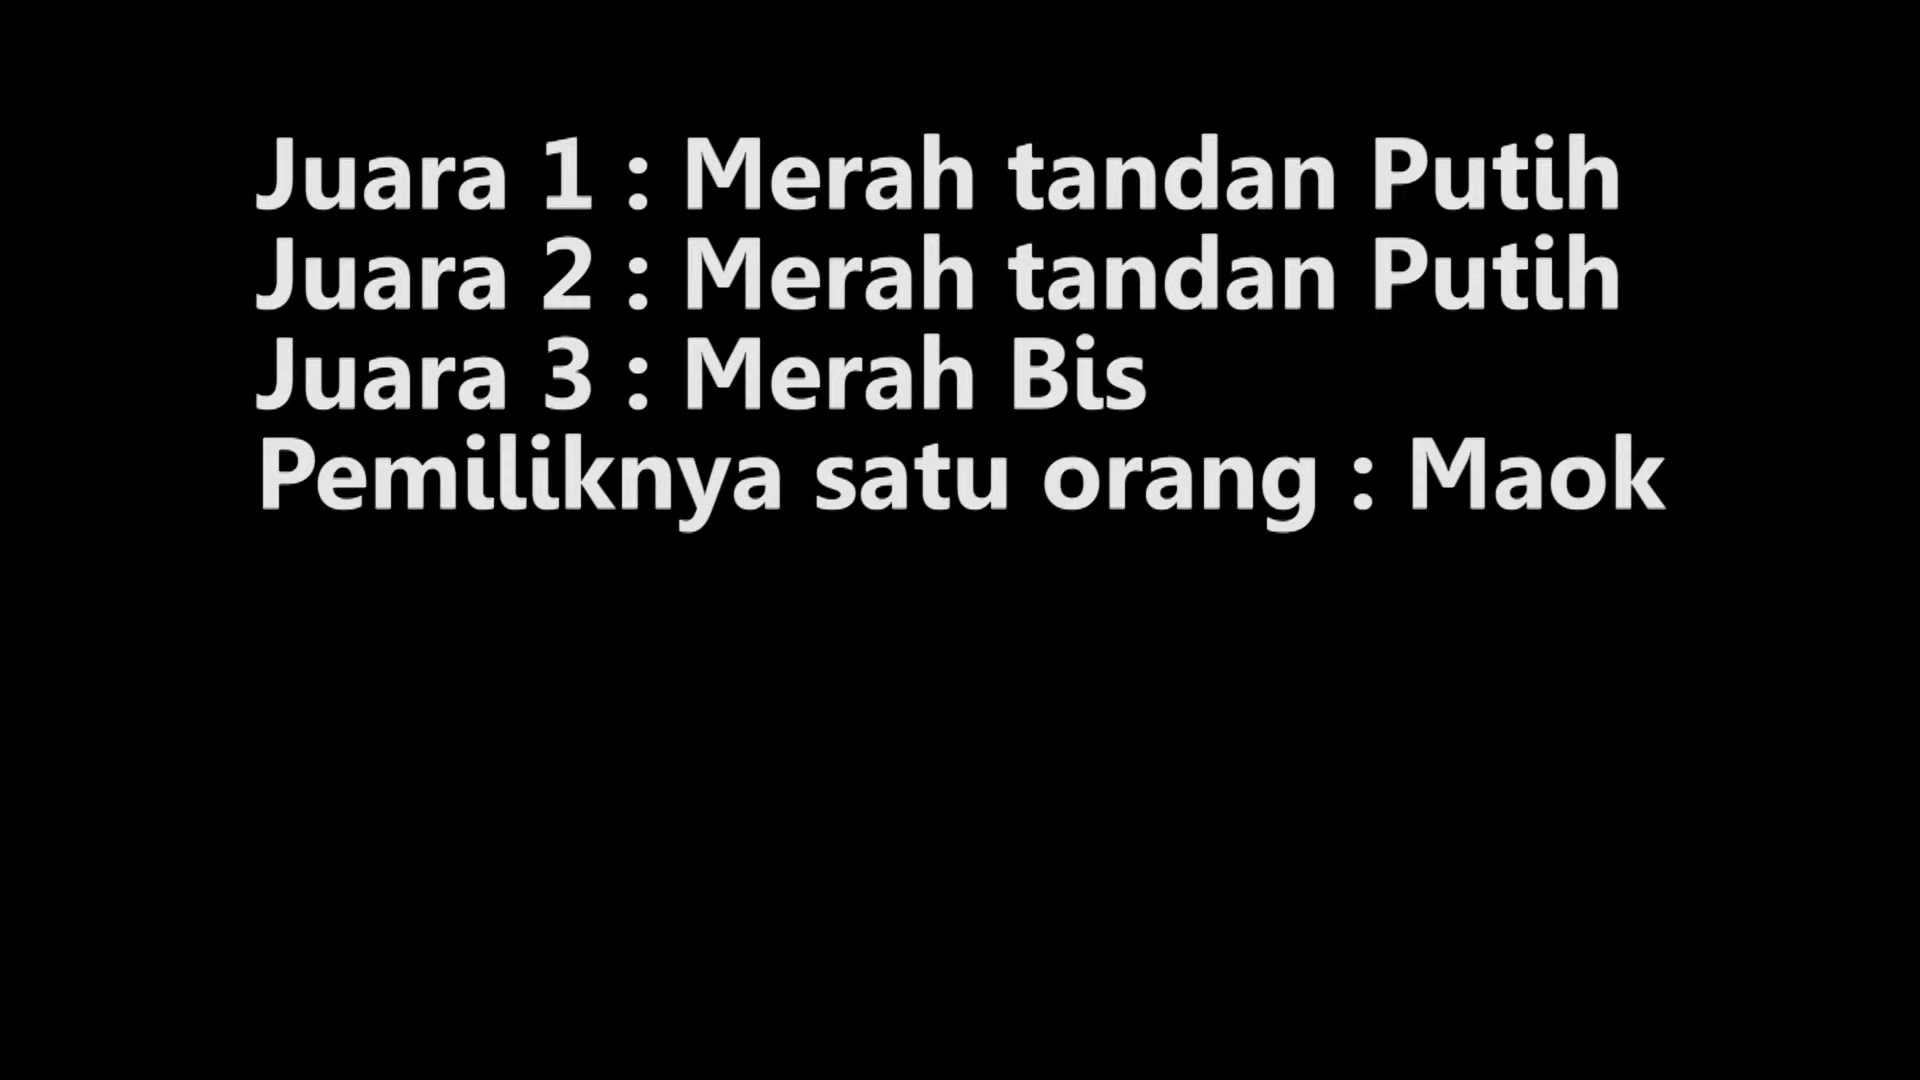 Juara 1 : Merah tandan Putih
Juara 2 : Merah tandan Putih
Juara 3 : Merah Bis
Pemiliknya satu orang : Maok